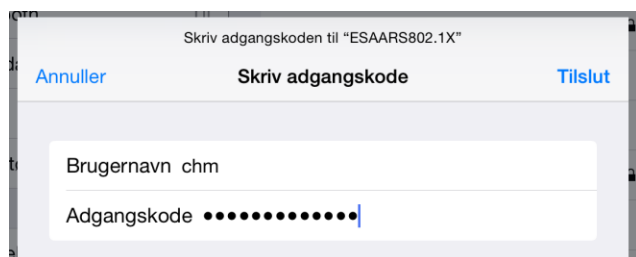 Skriv adgangskoden til “ESAARS802.1X”
Annuller Skriv adgangskode Tilslut
Brugernavn chm
Adgangskode •••••••••••••